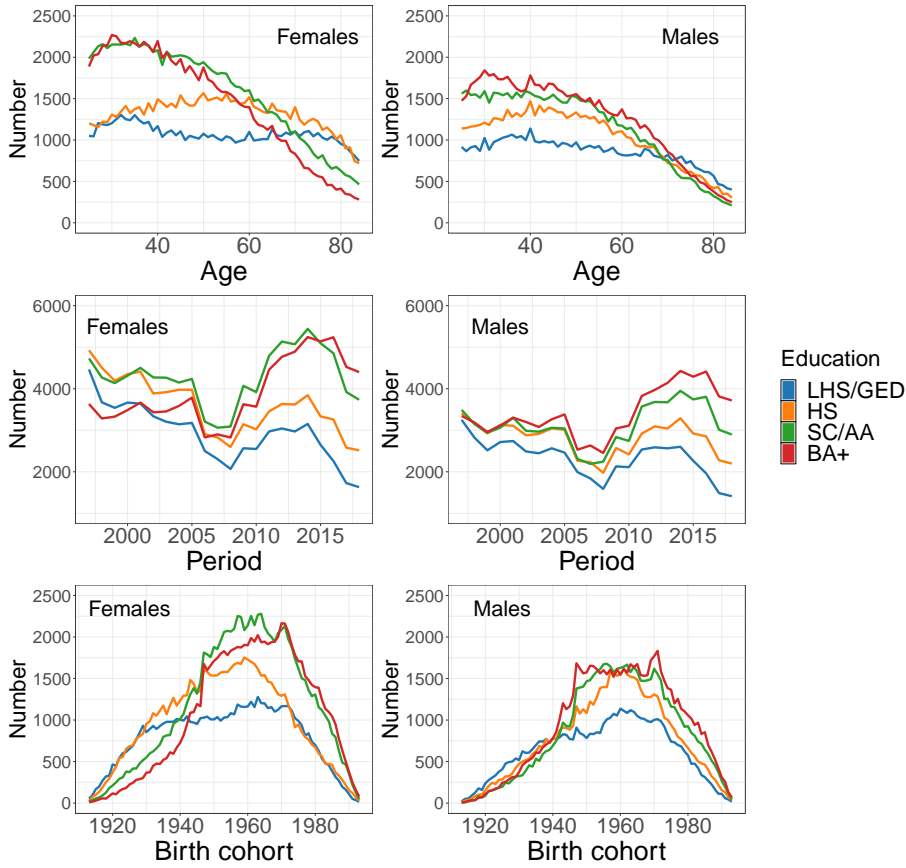 2500
2000
1500
1000
500
0
Number
Females
40
60
80
Age
2500
2000
1500
1000
500
0
Number
Males
40
60
80
Age
6000
4000
2000
Number
Females
2000
2005
2010
2015
Period
6000
4000
2000
Number
Males
2000
2005
2010
2015
Period
Education
LHS/GED
HS
SC/AA
BA+
2500
2000
1500
1000
500
0
Number
Females
1920
1940
1960
1980
Birth cohort
2500
2000
1500
1000
500
0
Number
Males
1920
1940
1960
1980
Birth cohort